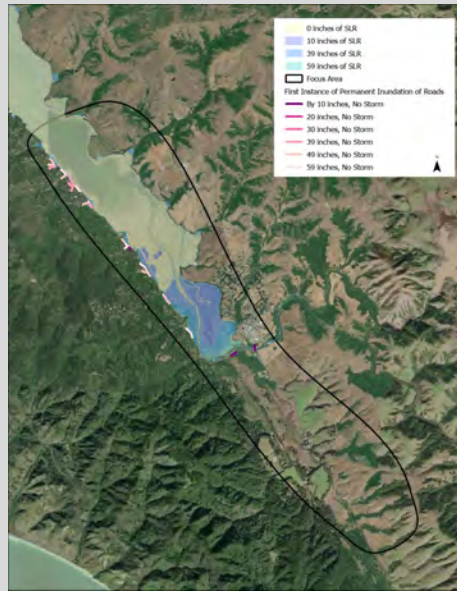 0 inches of SLR
10 inches of SLR
39 inches of SLR
59 inches of SLR
Focus Area
First Instance of Permanent Inundation of Roads
By 10 inches, No Storm
20 inches, No Storm
30 inches, No Storm
39 inches, No Storm
49 inches, No Storm
59 inches, No Storm